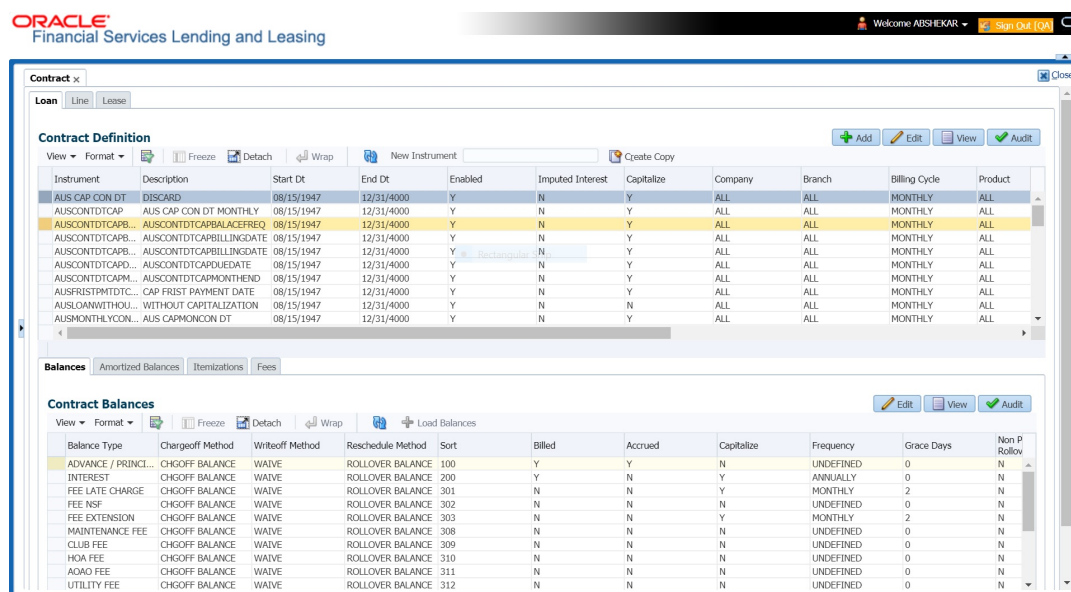 ORACLE
Financial Services Lending and Leasing
Welcome ABSHEKAR
Sign Out [QA]
Contract
Close
Loan Line Lease
Contract Definition
Add Edit View Audit
View Format Freeze Detach Wrap New Instrument Create Copy
Instrument Description Start Dt End Dt Enabled Imputed Interest Capitalize Company Branch Billing Cycle Product
AUS CAP CON DT DISCARD 08/15/1947 12/31/4000 Y N Y ALL ALL MONTHLY ALL
AUSCONTDTCAP AUS CAP CON DT MONTHLY 08/15/1947 12/31/4000 Y N Y ALL ALL MONTHLY ALL
AUSCONTDTCAPB... AUSCONTDTCAPBALACEFREQ 08/15/1947 12/31/4000 Y N Y ALL ALL MONTHLY ALL
AUSCONTDTCAPB... AUSCONTDTCAPBILLINGDATE 08/15/1947 12/31/4000 Y N Y ALL ALL MONTHLY ALL
AUSCONTDTCAPB... AUSCONTDTCAPBILLINGDATE 08/15/1947 12/31/4000 Y N Y ALL ALL MONTHLY ALL
Rectangular Snip
AUSCONTDTCAPD... AUSCONTDTCAPDUEDATE 08/15/1947 12/31/4000 Y N Y ALL ALL MONTHLY ALL
AUSCONTDTCAPM... AUSCONTDTCAPMONTHEND 08/15/1947 12/31/4000 Y N Y ALL ALL MONTHLY ALL
AUSFRISTPMTDTC... CAP FRIST PAYMENT DATE 08/15/1947 12/31/4000 Y N Y ALL ALL MONTHLY ALL
AUSLOANWITHOU... WITHOUT CAPITALIZATION 08/15/1947 12/31/4000 Y N N ALL ALL MONTHLY ALL
AUSMONTHLYCON... AUS CAPMONCON DT 08/15/1947 12/31/4000 Y N Y ALL ALL MONTHLY ALL
Balances Amortized Balances Itemizations Fees
Contract Balances
Edit View Audit
View Format Freeze Detach Wrap Load Balances
Balance Type Chargeoff Method Writeoff Method Reschedule Method Sort Billed Accrued Capitalize Frequency Grace Days Non P
Rollov
ADVANCE / PRINCI... CHGOFF BALANCE WAIVE ROLLOVER BALANCE 100 Y Y N UNDEFINED 0 N
INTEREST CHGOFF BALANCE WAIVE ROLLOVER BALANCE 200 Y N Y ANNUALLY 0 N
FEE LATE CHARGE CHGOFF BALANCE WAIVE ROLLOVER BALANCE 301 N N Y MONTHLY 2 N
FEE NSF CHGOFF BALANCE WAIVE ROLLOVER BALANCE 302 N N N UNDEFINED 0 N
FEE EXTENSION CHGOFF BALANCE WAIVE ROLLOVER BALANCE 303 N N Y MONTHLY 2 N
MAINTENANCE FEE CHGOFF BALANCE WAIVE ROLLOVER BALANCE 308 N N N UNDEFINED 0 N
CLUB FEE CHGOFF BALANCE WAIVE ROLLOVER BALANCE 309 N N N UNDEFINED 0 N
HOA FEE CHGOFF BALANCE WAIVE ROLLOVER BALANCE 310 N N N UNDEFINED 0 N
AOAO FEE CHGOFF BALANCE WAIVE ROLLOVER BALANCE 311 N N N UNDEFINED 0 N
UTILITY FEE CHGOFF BALANCE WAIVE ROLLOVER BALANCE 312 N N N UNDEFINED 0 N